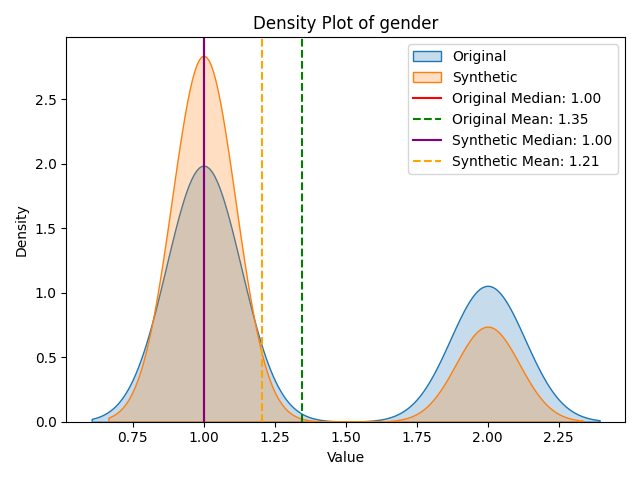 Density Plot of gender
Original
Synthetic
Original Median: 1.00
Original Mean: 1.35
Synthetic Median: 1.00
Synthetic Mean: 1.21
Density
2.5
2.0
1.5
1.0
0.5
0.0
0.75 1.00 1.25 1.50 1.75 2.00 2.25
Value